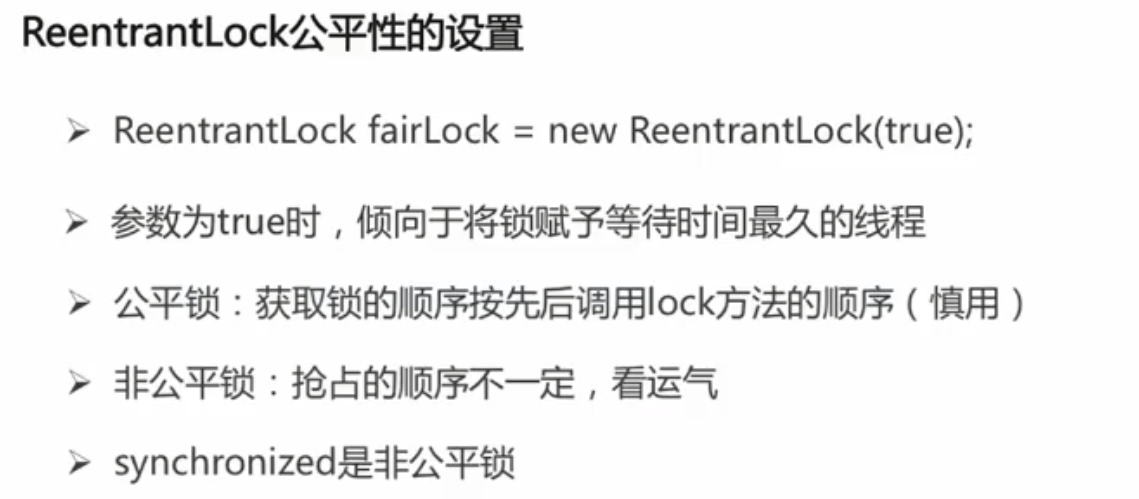 ReentrantLock公平性的设置
➢ ReentrantLock fairLock = new ReentrantLock(true);
➢ 参数为true时，倾向于将锁赋予等待时间最久的线程
➢ 公平锁：获取锁的顺序按先后调用lock方法的顺序（慎用）
➢ 非公平锁：抢占的顺序不一定，看运气
➢ synchronized是非公平锁